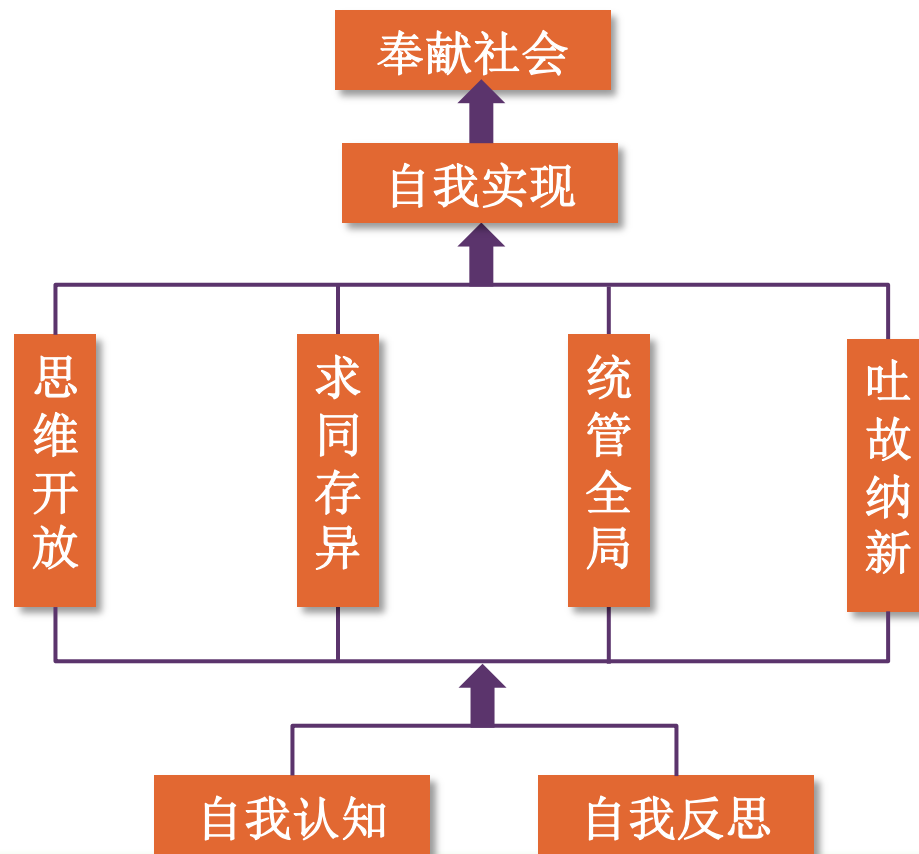 奉献社会
自我实现
思维开放
求同存异
统管全局
吐故纳新
自我认知
自我反思